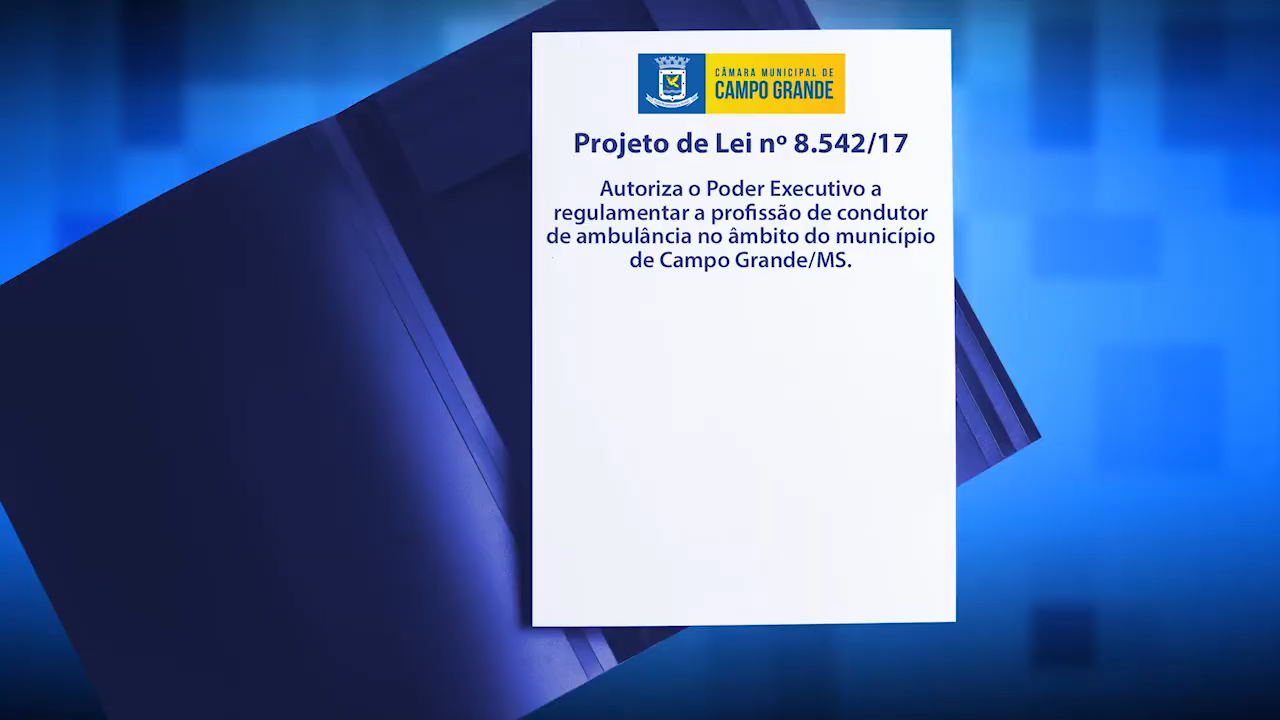 CÂMARA MUNICIPAL DE
CAMPO GRANDE
Projeto de Lei nº 8.542/17
Autoriza o Poder Executivo a
regulamentar a profissão de condutor
de ambulância no âmbito do município
de Campo Grande/MS.